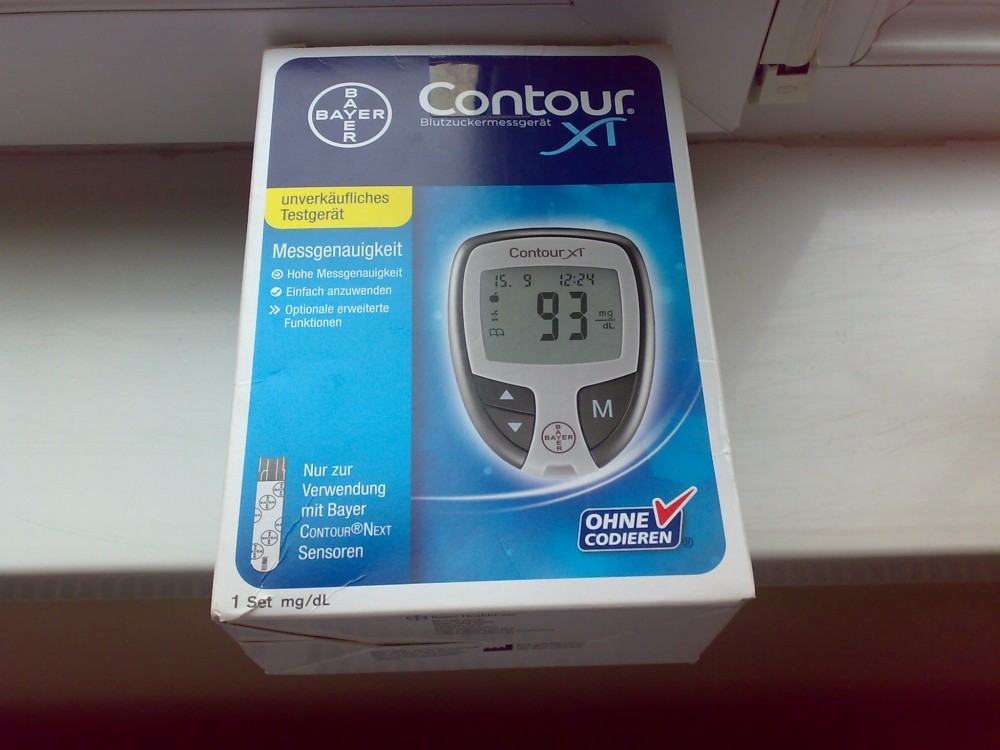 BAYER
BAYER
Contour®
Blutzuckermessgerät
XT
unverkäufliches
Testgerät
Messgenauigkeit
Hohe Messgenauigkeit
Einfach anzuwenden
Optionale erweiterte
Funktionen
Contour XT
15. 9 12:24
93 mg/dL
M
BAYER
BAYER
Nur zur
Verwendung
mit Bayer
CONTOUR®NEXT
Sensoren
OHNE
CODIEREN ®
1 Set mg/dL